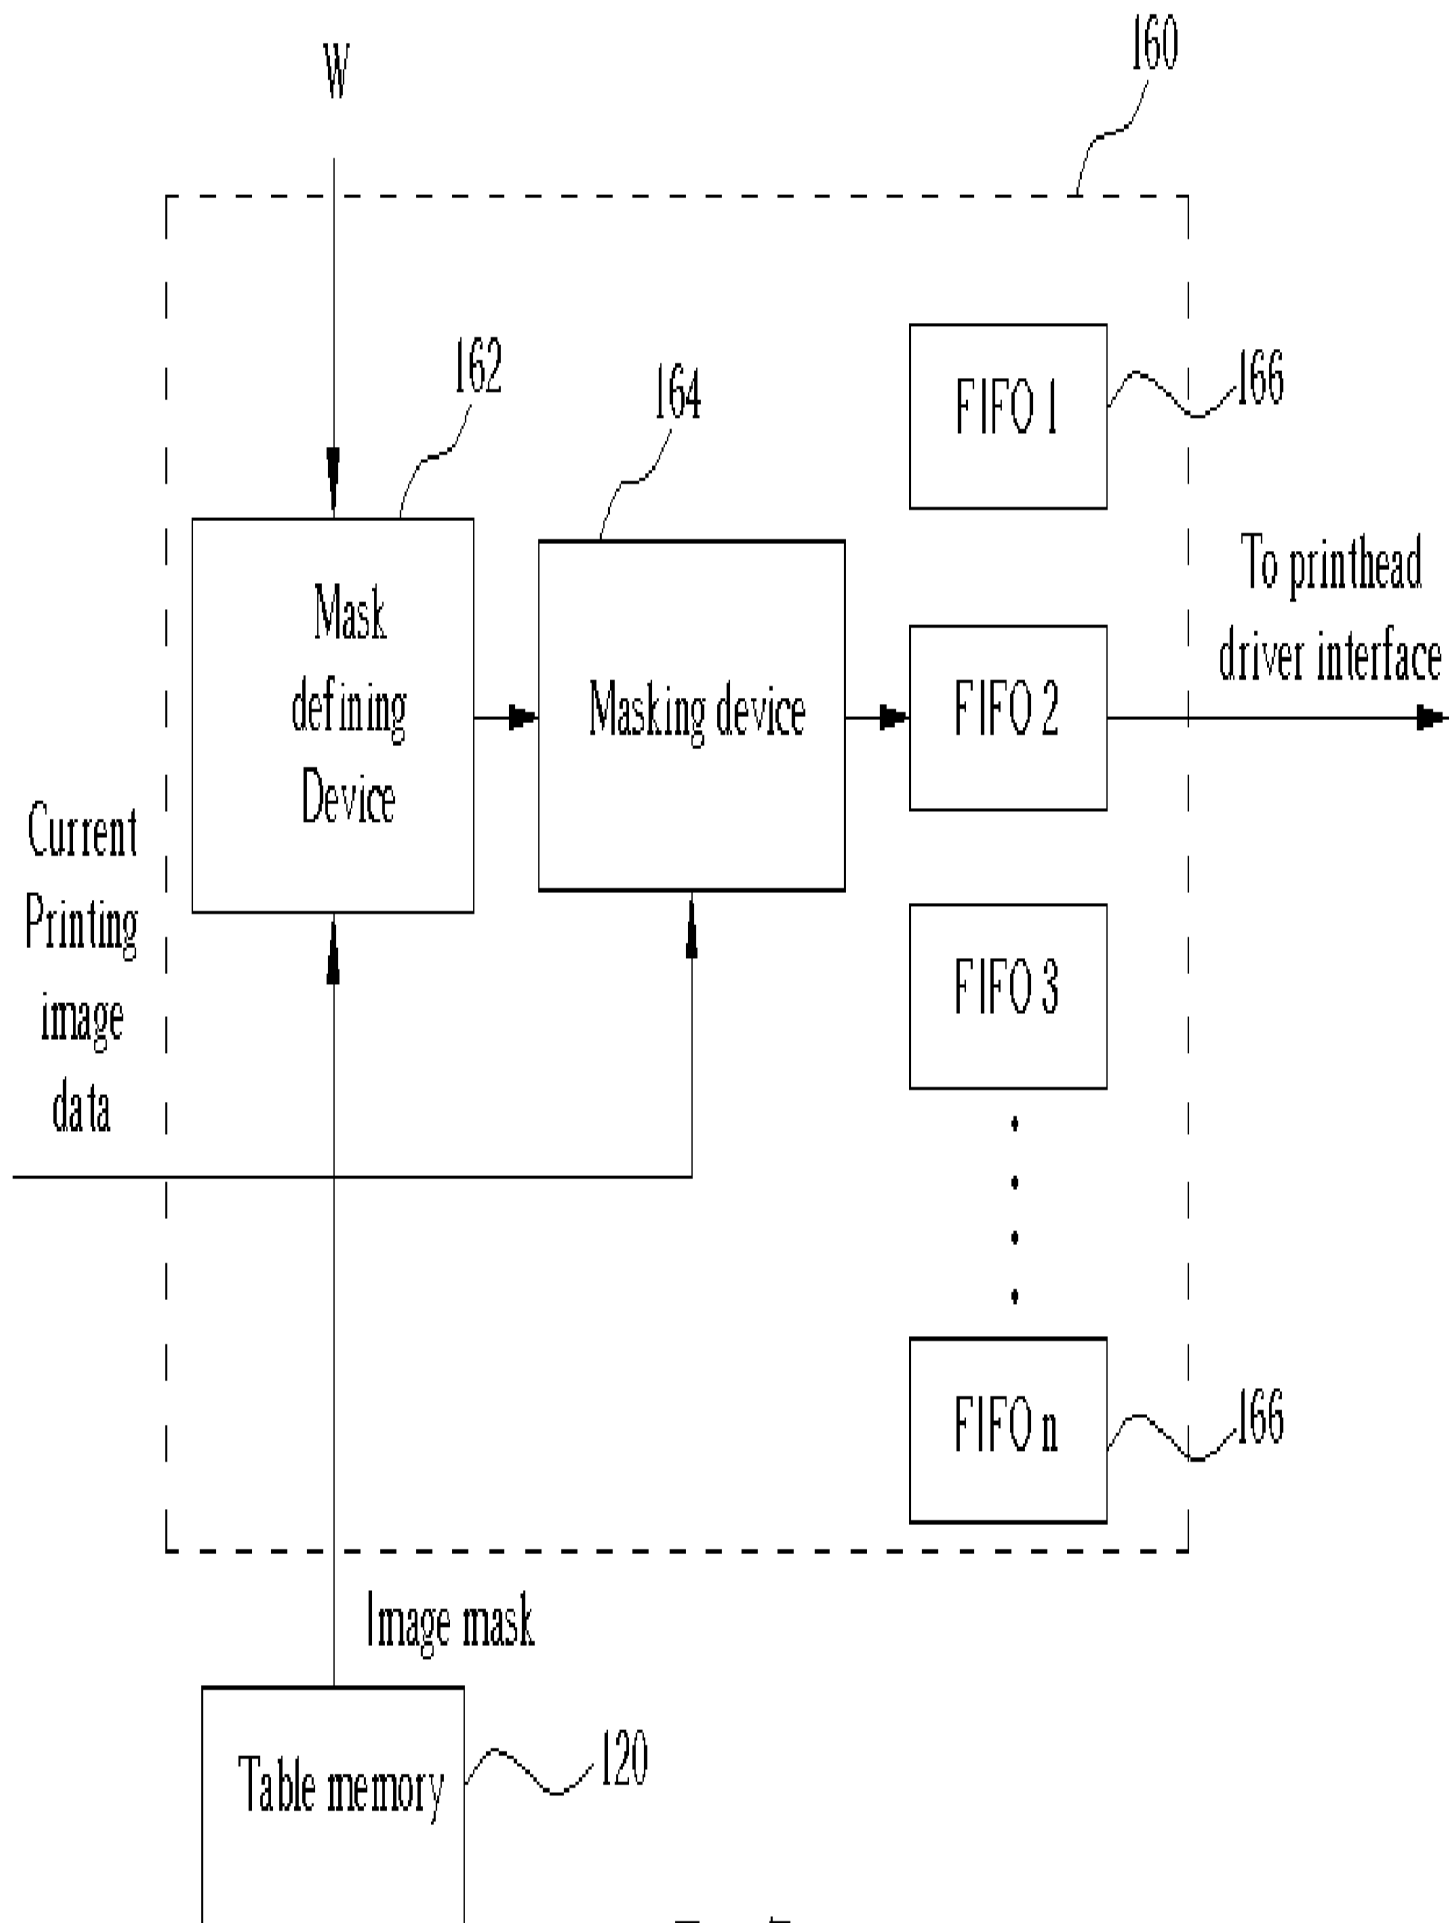 160
W
162
164
FIFO 1
166
Mask
defining
Device
Masking device
FIFO 2
To printhead
driver interface
Current
Printing
image
data
FIFO 3
FIFO n
166
Image mask
Table memory
120